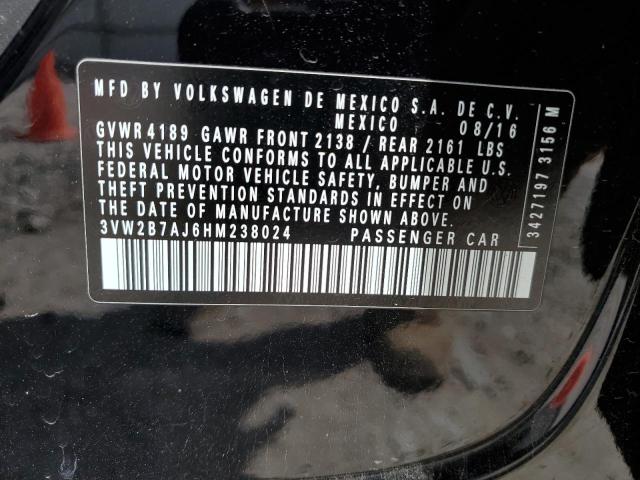 MFD BY VOLKSWAGEN DE MEXICO S.A. DE C.V.
MEXICO 08/16
GVWR 4189 GAWR FRONT 2138 / REAR 2161 LBS
THIS VEHICLE CONFORMS TO ALL APPLICABLE U.S.
FEDERAL MOTOR VEHICLE SAFETY, BUMPER AND
THEFT PREVENTION STANDARDS IN EFFECT ON
THE DATE OF MANUFACTURE SHOWN ABOVE.
3VW2B7AJ6HM238024 PASSENGER CAR
3427197 3156 M